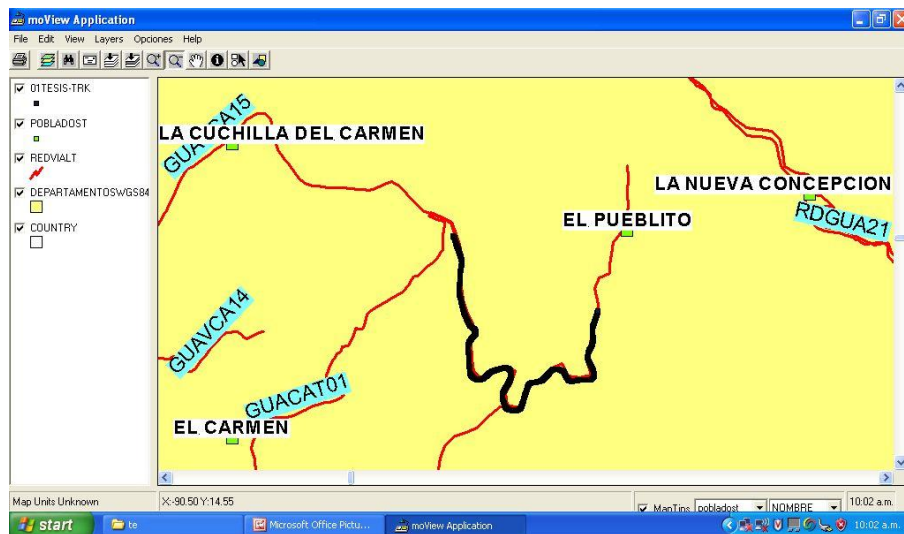 moView Application
File Edit View Layers Opciones Help
01TESIS-TRK
POBLADOST
REDVIALT
DEPARTAMENTOSWGS84
COUNTRY
GUAVCA15
LA CUCHILLA DEL CARMEN
LA NUEVA CONCEPCION
EL PUEBLITO
RDGUA21
GUAVCA14
GUACAT01
EL CARMEN
Map Units Unknown
X:-90.50 Y:14.55
MapTips
pobladost
NOMBRE
10:02 a.m.
start
te
Microsoft Office Pictu...
moView Application
10:02 a.m.